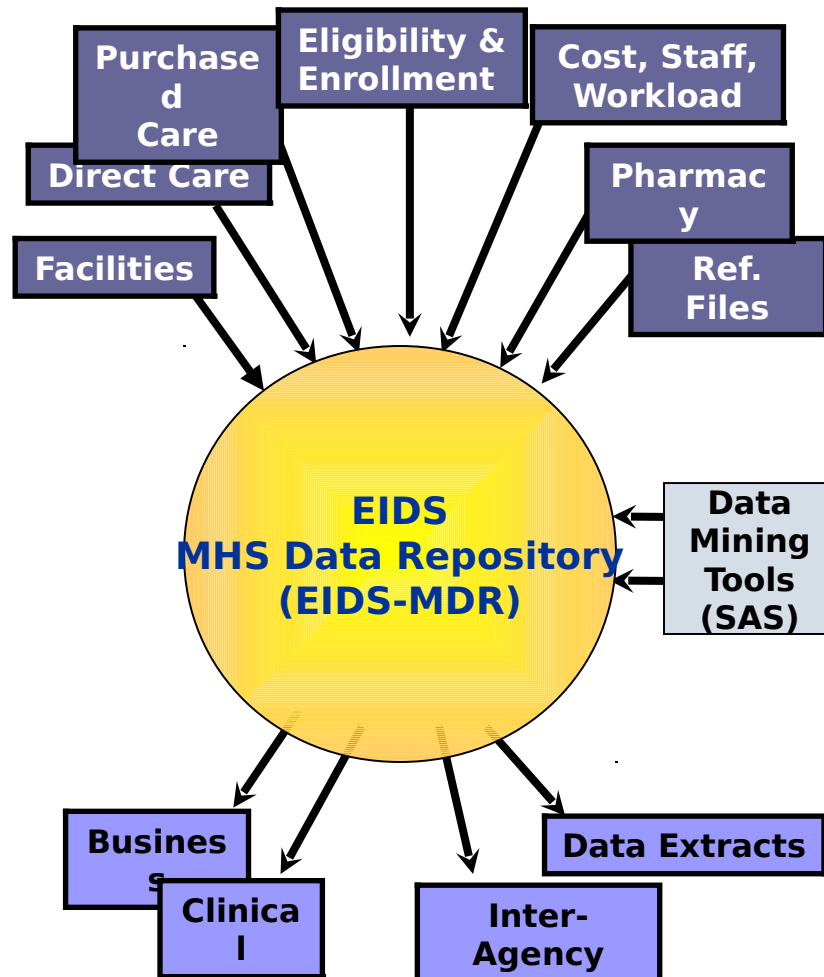 Purchase
d
Care
Eligibility &
Enrollment
Cost, Staff,
Workload
Direct Care
Pharmac
y
Facilities
Ref.
Files
EIDS
MHS Data Repository
(EIDS-MDR)
Data
Mining
Tools
(SAS)
Busines
s
Data Extracts
Clinica
l
Inter-
Agency